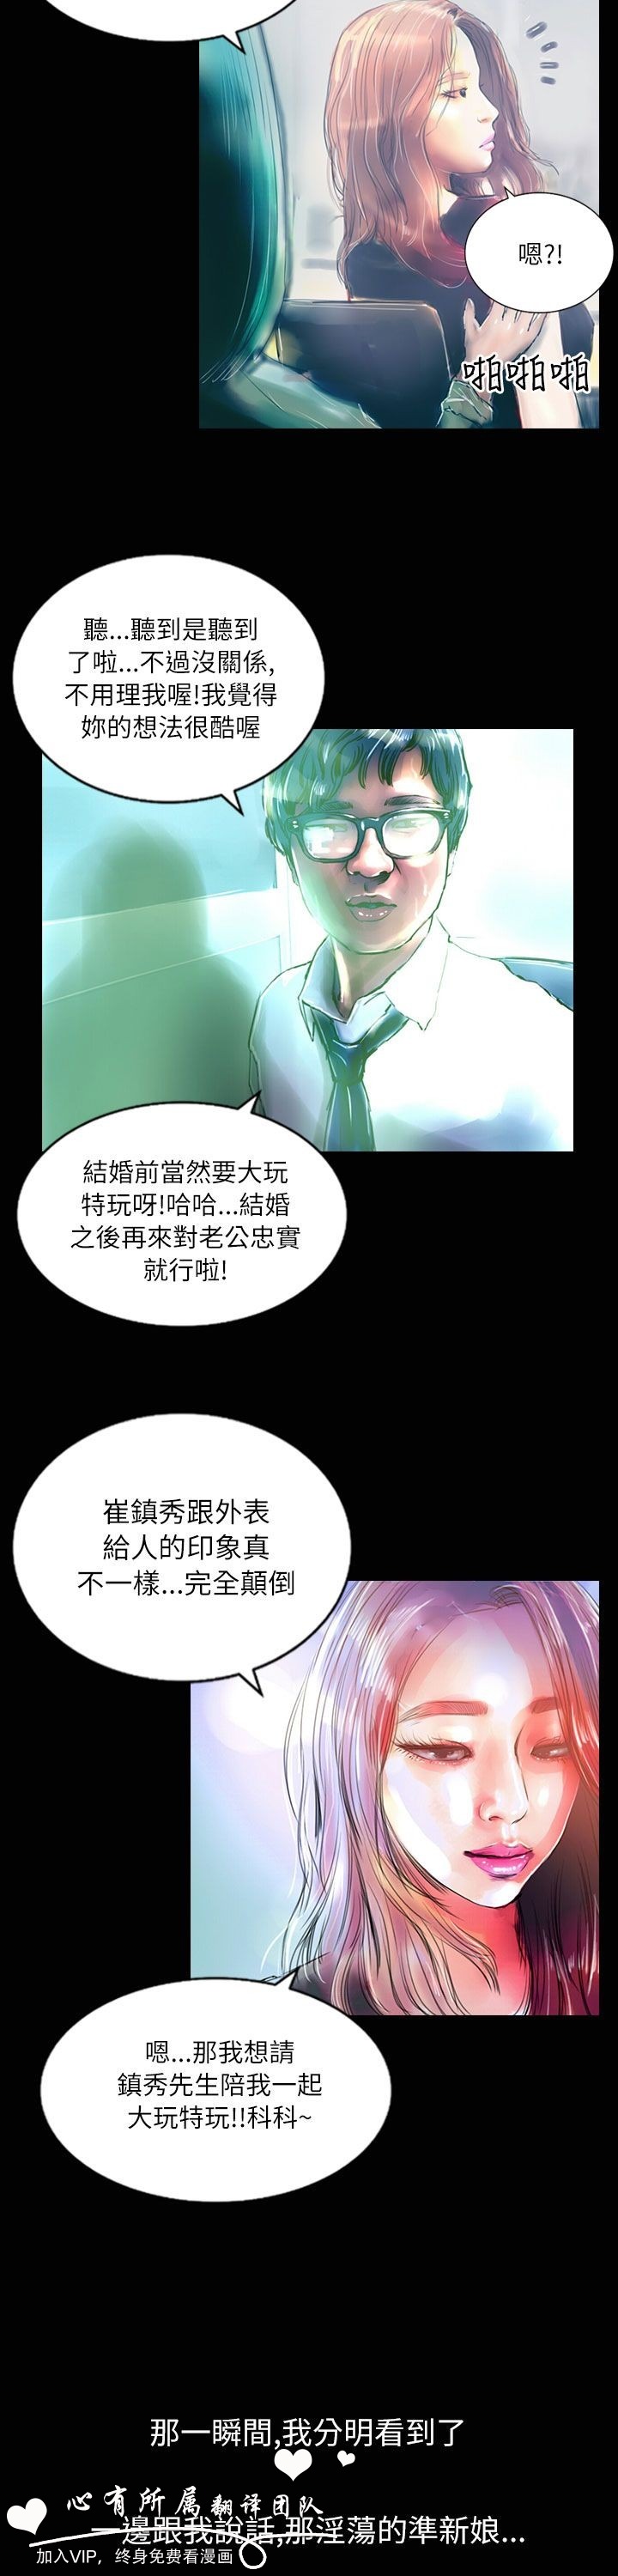 嗯?!
啪啪啪
聽...聽到是聽到
了啦...不過沒關係,
不用理我喔!我覺得
妳的想法很酷喔
結婚前當然要大玩
特玩呀!哈哈...結婚
之後再來對老公忠實
就行啦!
崔鎮秀跟外表
給人的印象真
不一樣...完全顛倒
嗯...那我想請
鎮秀先生陪我一起
大玩特玩!!科科~
那一瞬間,我分明看到了
心有所属翻译团队
一邊跟我說話,那淫蕩的準新娘...
加入VIP，终身免费看漫画